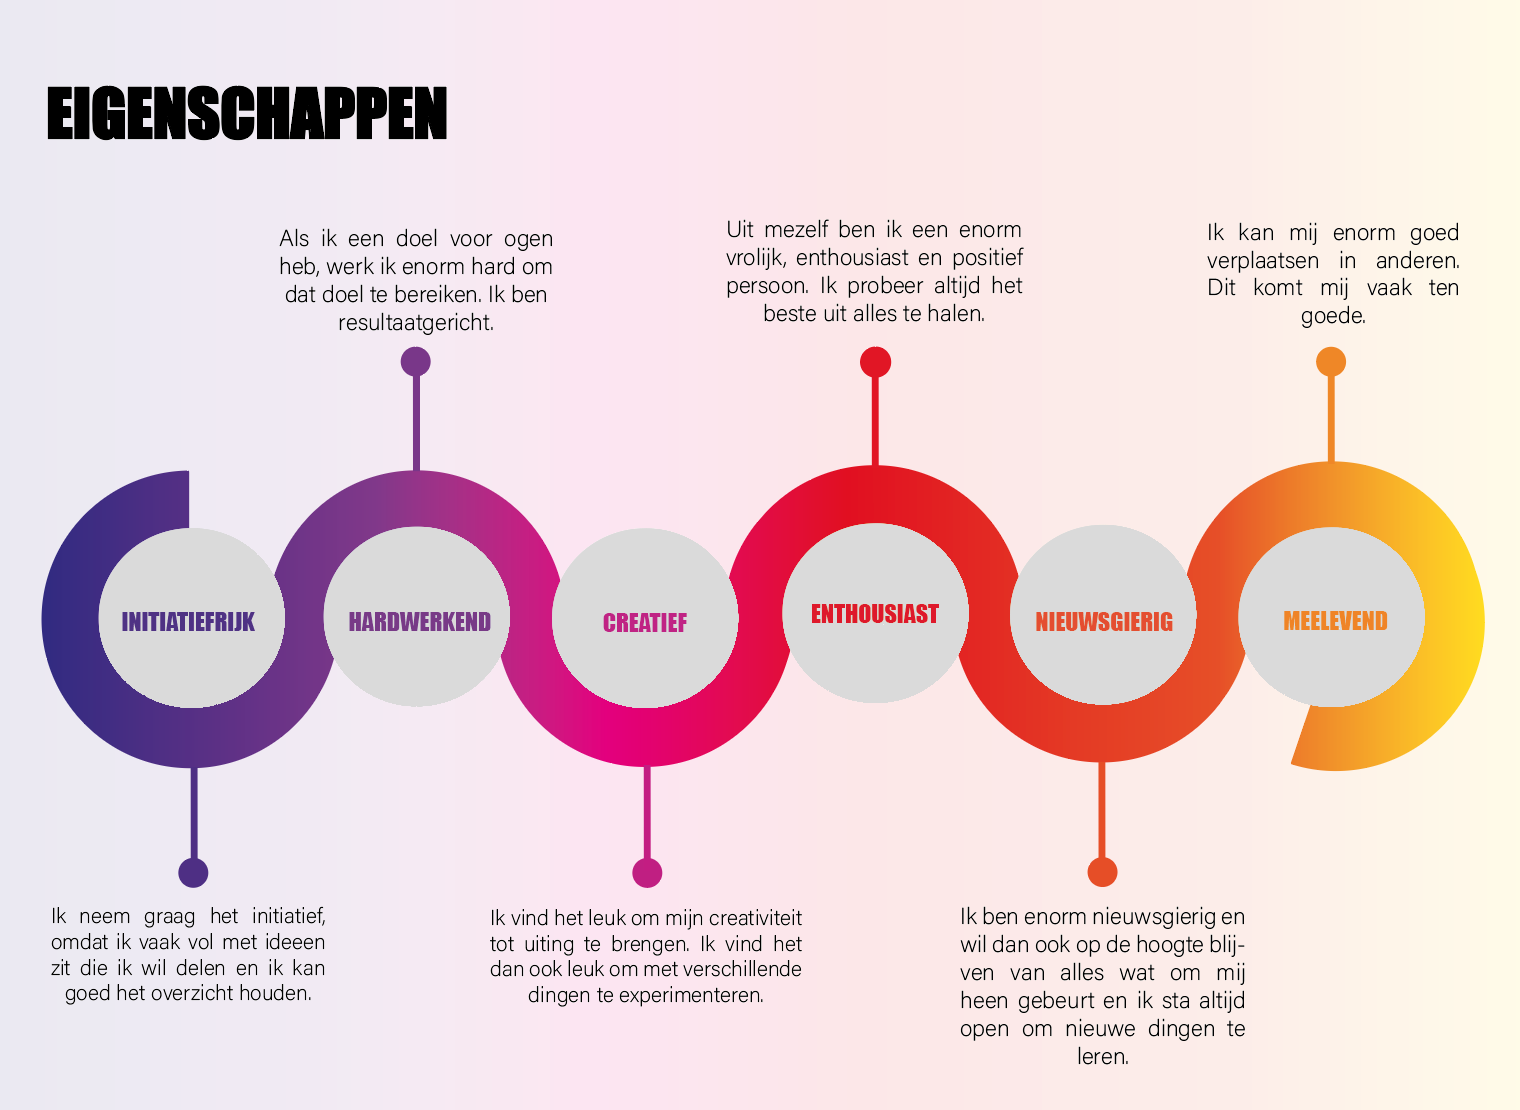 EIGENSCHAPPEN
Als ik een doel voor ogen
heb, werk ik enorm hard om
dat doel te bereiken. Ik ben
resultaatgericht.
Uit mezelf ben ik een enorm
vrolijk, enthousiast en positief
persoon. Ik probeer altijd het
beste uit alles te halen.
Ik kan mij enorm goed
verplaatsen in anderen.
Dit komt mij vaak ten
goede.
INITIATIEFRIJK
HARDWERKEND
CREATIEF
ENTHOUSIAST
NIEUWSGIERIG
MEELEVEND
Ik neem graag het initiatief,
omdat ik vaak vol met ideeen
zit die ik wil delen en ik kan
goed het overzicht houden.
Ik vind het leuk om mijn creativiteit
tot uiting te brengen. Ik vind het
dan ook leuk om met verschillende
dingen te experimenteren.
Ik ben enorm nieuwsgierig en
wil dan ook op de hoogte blij-
ven van alles wat om mij
heen gebeurt en ik sta altijd
open om nieuwe dingen te
leren.